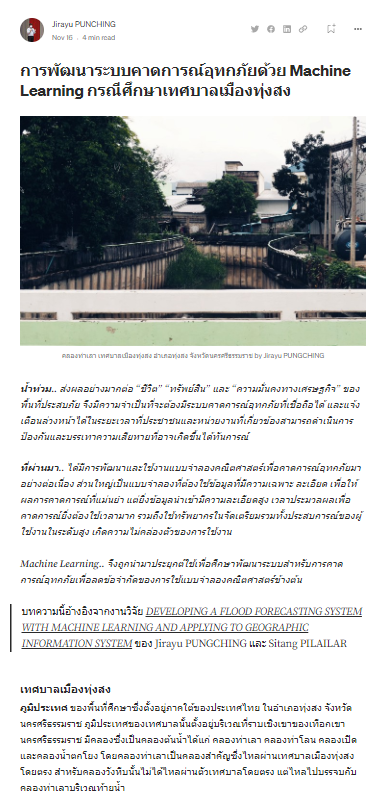 Jirayu PUNCHING
Nov 16 · 4 min read
การพัฒนาระบบคาดการณ์อุทกภัยด้วย Machine
Learning กรณีศึกษาเทศบาลเมืองทุ่งสง
คลองท่าเลา เทศบาลเมืองทุ่งสง อำเภอทุ่งสง จังหวัดนครศรีธรรมราช by Jirayu PUNGCHING
น้ำท่วม.. ส่งผลอย่างมากต่อ “ชีวิต” “ทรัพย์สิน” และ “ความมั่นคงทางเศรษฐกิจ” ของ
พื้นที่ประสบภัย จึงมีความจำเป็นที่จะต้องมีระบบคาดการณ์อุทกภัยที่เชื่อถือได้ และแจ้ง
เตือนล่วงหน้าได้ในระยะเวลาที่ประชาชนและหน่วยงานที่เกี่ยวข้องสามารถดำเนินการ
ป้องกันและบรรเทาความเสียหายที่อาจเกิดขึ้นได้ทันการณ์
ที่ผ่านมา.. ได้มีการพัฒนาและใช้งานแบบจำลองคณิตศาสตร์เพื่อคาดการณ์อุทกภัยมา
อย่างต่อเนื่อง ส่วนใหญ่เป็นแบบจำลองที่ต้องใช้ข้อมูลที่มีความเฉพาะ ละเอียด เพื่อให้
ผลการคาดการณ์ที่แม่นยำ แต่ยิ่งข้อมูลนำเข้ามีความละเอียดสูง เวลาประมวลผลเพื่อ
คาดการณ์ยิ่งต้องใช้เวลามาก รวมถึงใช้ทรัพยากรในจัดเตรียมรวมทั้งประสบการณ์ของผู้
ใช้งานในระดับสูง เกิดความไม่คล่องตัวของการใช้งาน
Machine Learning.. จึงถูกนำมาประยุกต์ใช้เพื่อศึกษาพัฒนาระบบสำหรับการคาด
การณ์อุทกภัยเพื่อลดข้อจำกัดของการใช้แบบจำลองคณิตศาสตร์ข้างต้น
บทความนี้อ้างอิงจากงานวิจัย DEVELOPING A FLOOD FORECASTING SYSTEM
WITH MACHINE LEARNING AND APPLYING TO GEOGRAPHIC
INFORMATION SYSTEM ของ Jirayu PUNGCHING และ Sitang PILAILAR
เทศบาลเมืองทุ่งสง
ภูมิประเทศ ของพื้นที่ศึกษาซึ่งตั้งอยู่ภาคใต้ของประเทศไทย ในอำเภอทุ่งสง จังหวัด
นครศรีธรรมราช ภูมิประเทศของเทศบาลนั้นตั้งอยู่บริเวณที่ราบเชิงเขาของเทือกเขา
นครศรีธรรมราช มีคลองซึ่งเป็นคลองต้นน้ำได้แก่ คลองท่าเลา คลองท่าโลน คลองเปิด
และคลองน้ำตกโยง โดยคลองท่าเลาเป็นคลองสำคัญซึ่งไหลผ่านเทศบาลเมืองทุ่งสง
โดยตรง สำหรับคลองวังหีบนั้นไม่ได้ไหลผ่านตัวเทศบาลโดยตรง แต่ไหลไปบรรจบกับ
คลองท่าเลาบริเวณท้ายน้ำ